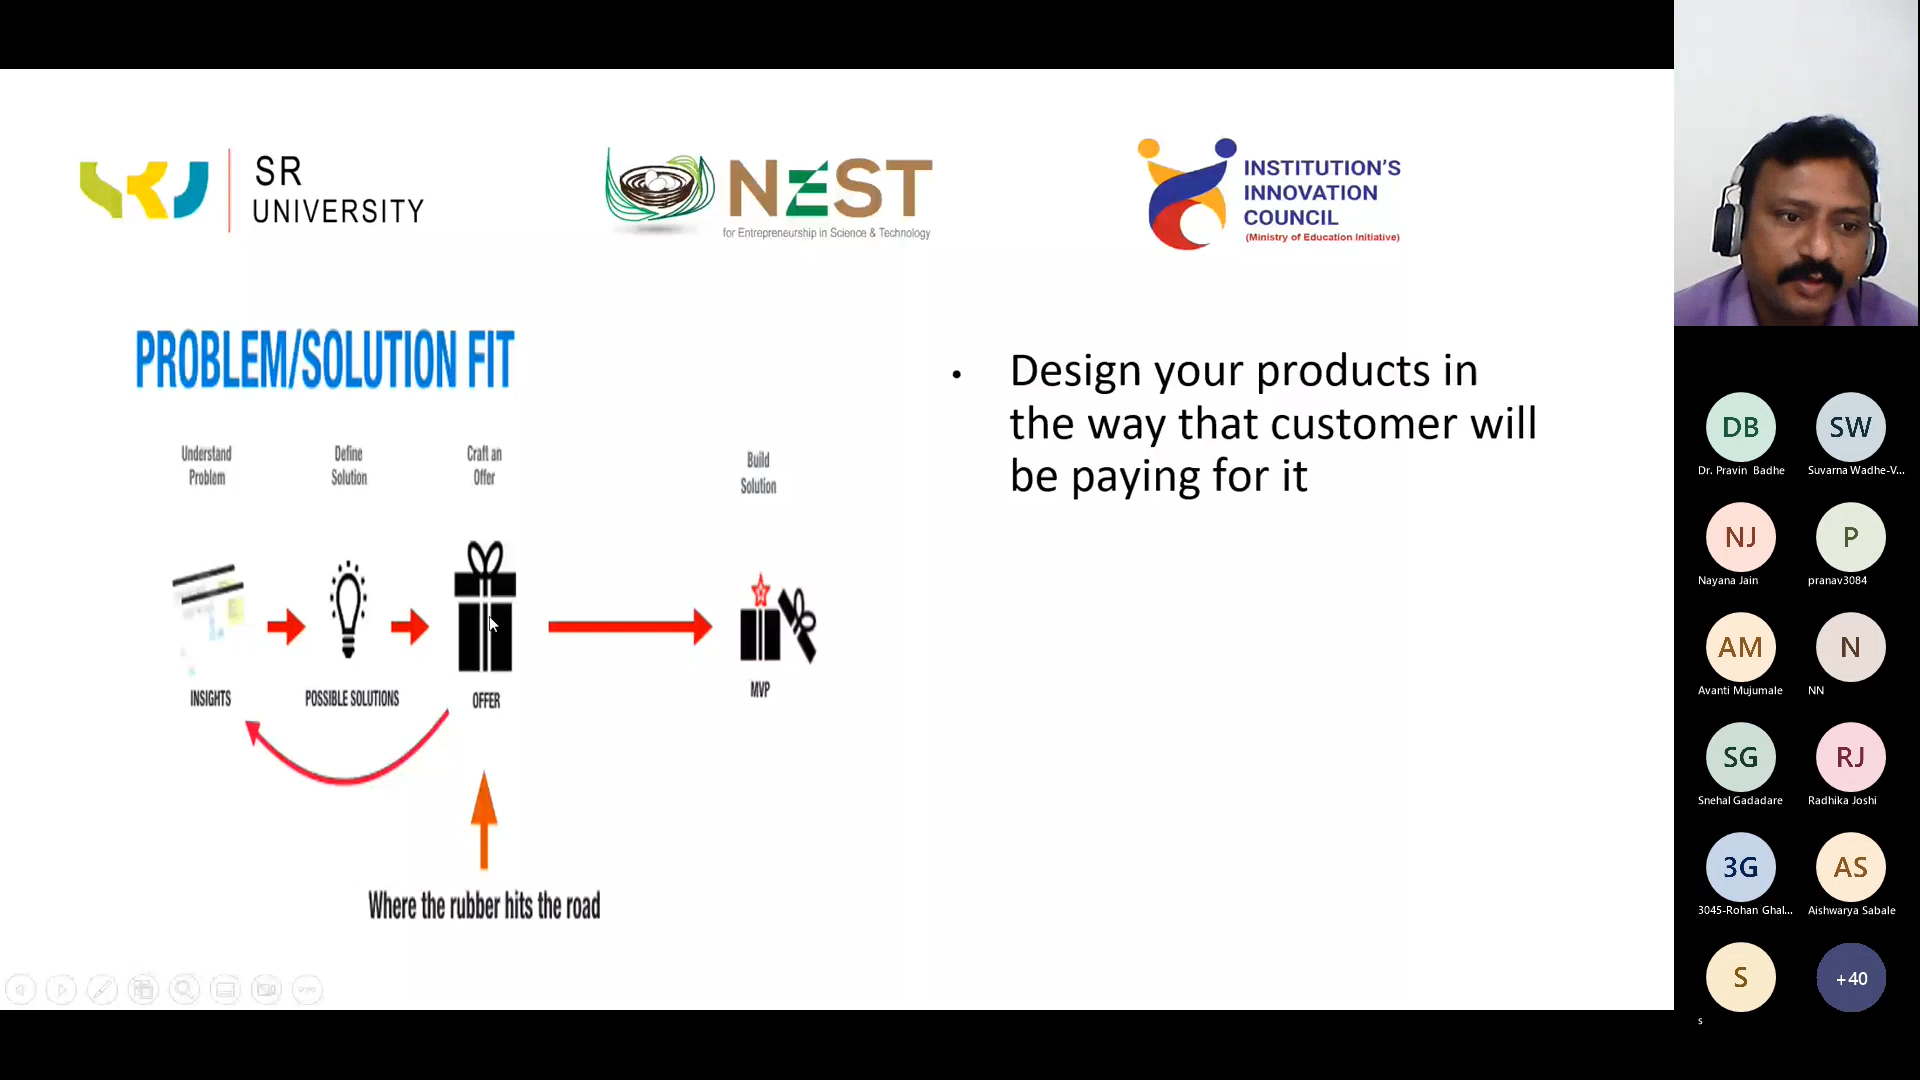 SR
UNIVERSITY
NEST
for Entrepreneurship in Science & Technology
INSTITUTION'S
INNOVATION
COUNCIL
(Ministry of Education Initiative)
PROBLEM/SOLUTION FIT
Understand
Problem
Define
Solution
Craft an
Offer
Build
Solution
INSIGHTS
POSSIBLE SOLUTIONS
OFFER
MVP
Where the rubber hits the road
• Design your products in
the way that customer will
be paying for it
DB
Dr. Pravin Badhe
SW
Suvarna Wadhe-V...
NJ
Nayana Jain
P
pranav3084
AM
Avanti Mujumale
N
NN
SG
Snehal Gadadare
RJ
Radhika Joshi
3G
3045-Rohan Ghal...
AS
Aishwarya Sabale
S
s
+40